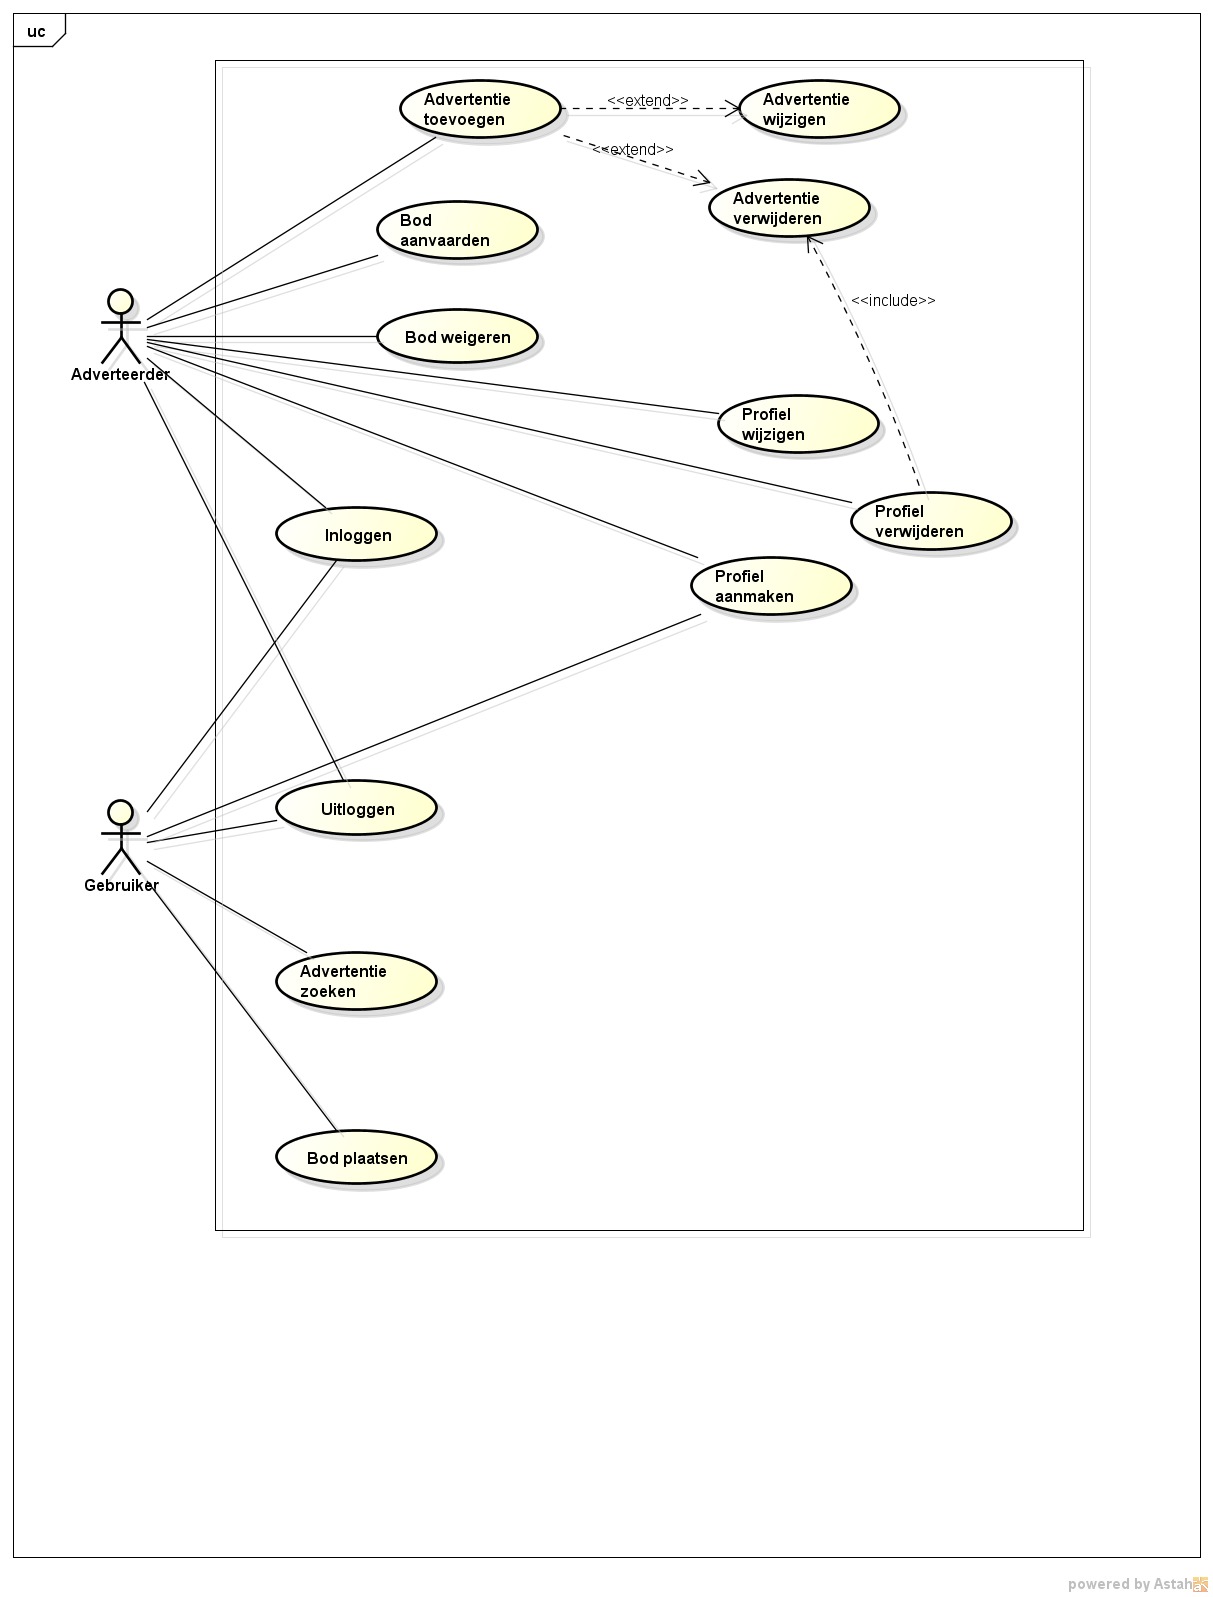 uc
Advertentie
toevoegen
<<extend>>
Advertentie
wijzigen
<<extend>>
Advertentie
verwijderen
Bod
aanvaarden
<<include>>
Bod weigeren
Adverteerder
Profiel
wijzigen
Profiel
verwijderen
Inloggen
Profiel
aanmaken
Uitloggen
Gebruiker
Advertentie
zoeken
Bod plaatsen
powered by Astah